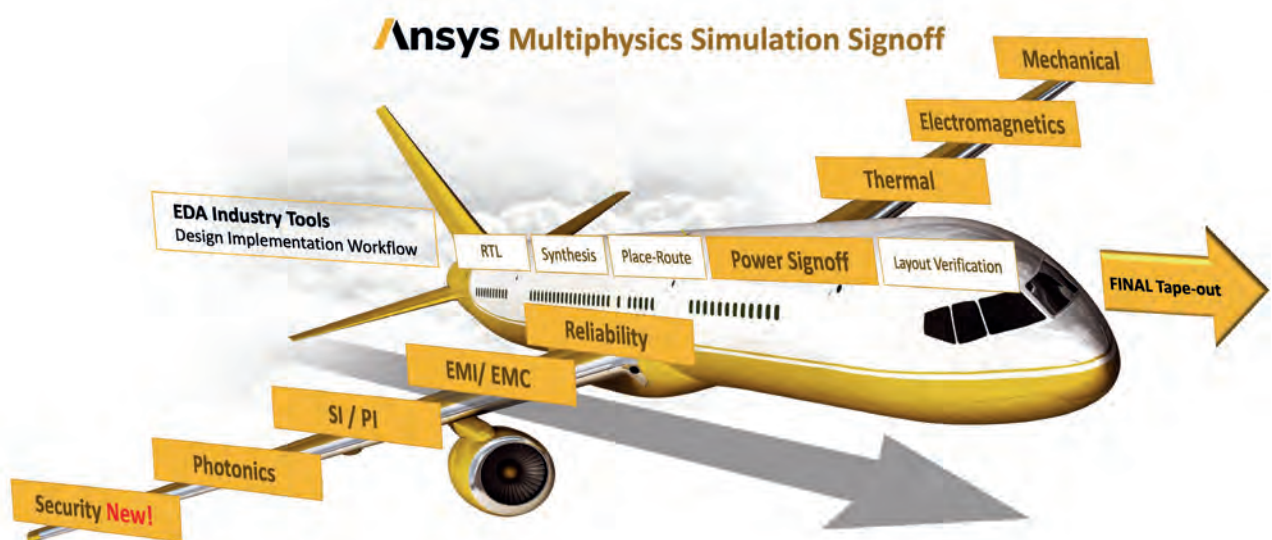 Ansys Multiphysics Simulation Signoff
Mechanical
Electromagnetics
Thermal
EDA Industry Tools
Design Implementation Workflow
RTL
Synthesis
Place-Route
Power Signoff
Layout Verification
FINAL Tape-out
Reliability
EMI/ EMC
SI / PI
Photonics
Security New!